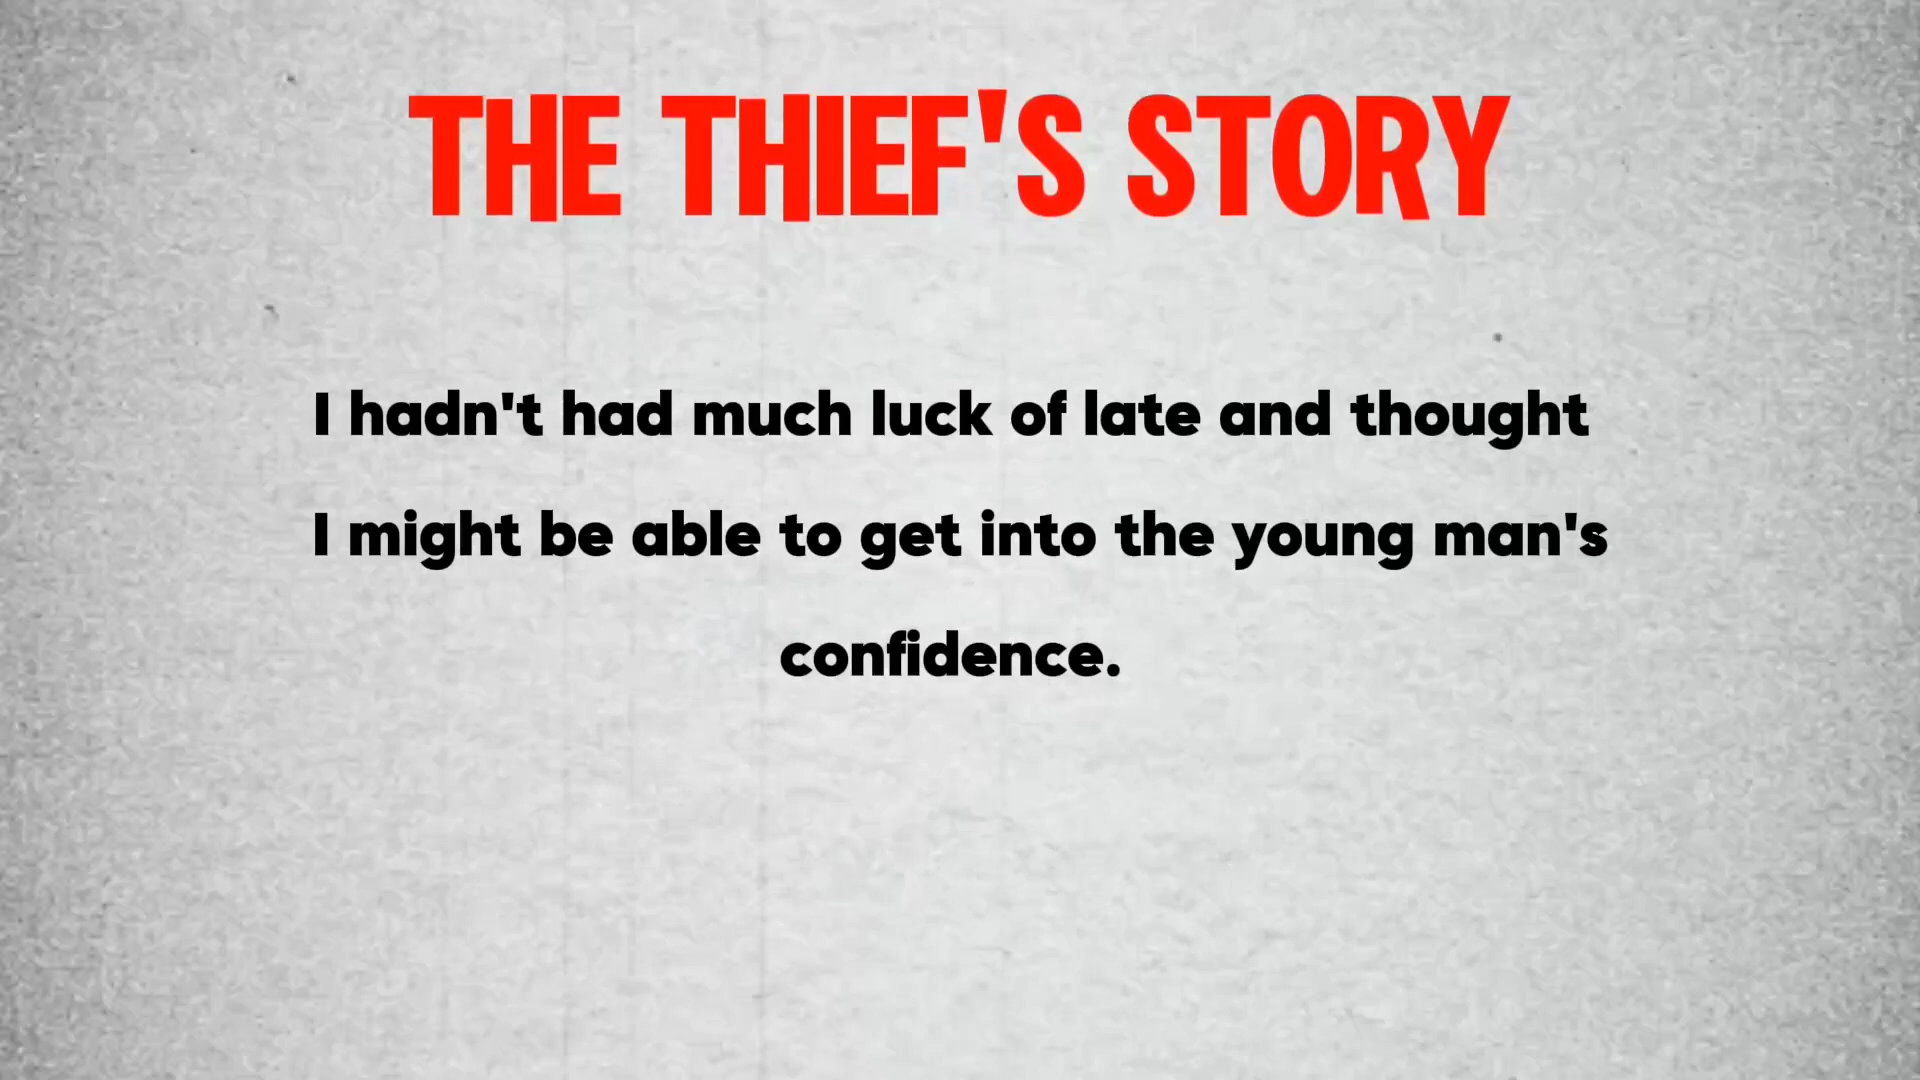 THE THIEF'S STORY
I hadn't had much luck of late and thought
I might be able to get into the young man's
confidence.